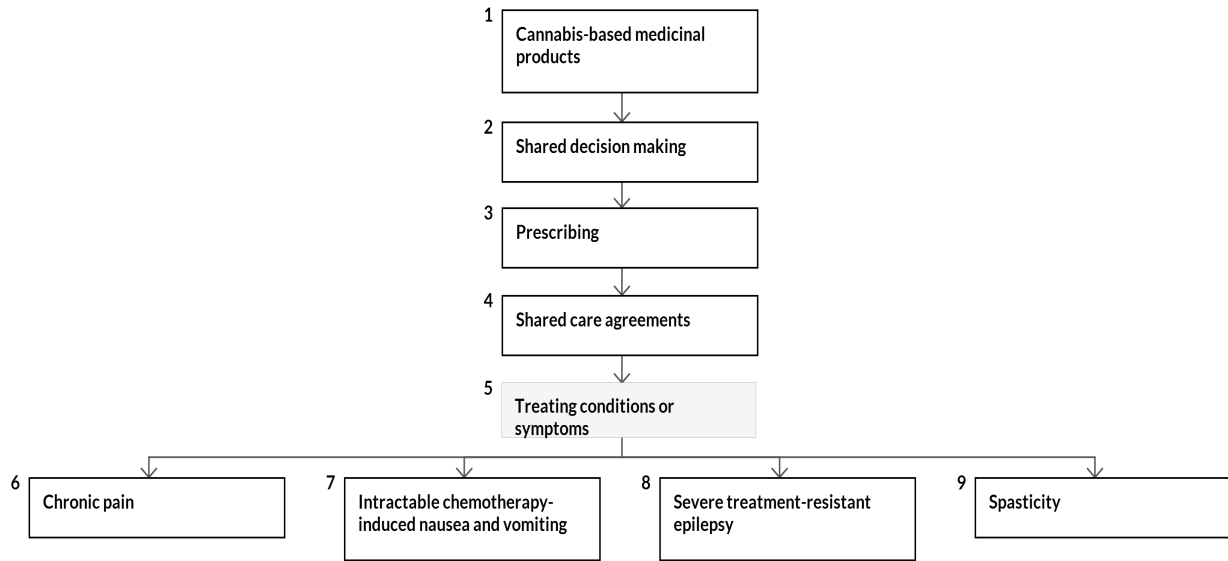 1
Cannabis-based medicinal
products
2
Shared decision making
3
Prescribing
4
Shared care agreements
5
Treating conditions or
symptoms
6
Chronic pain
7
Intractable chemotherapy-
induced nausea and vomiting
8
Severe treatment-resistant
epilepsy
9
Spasticity